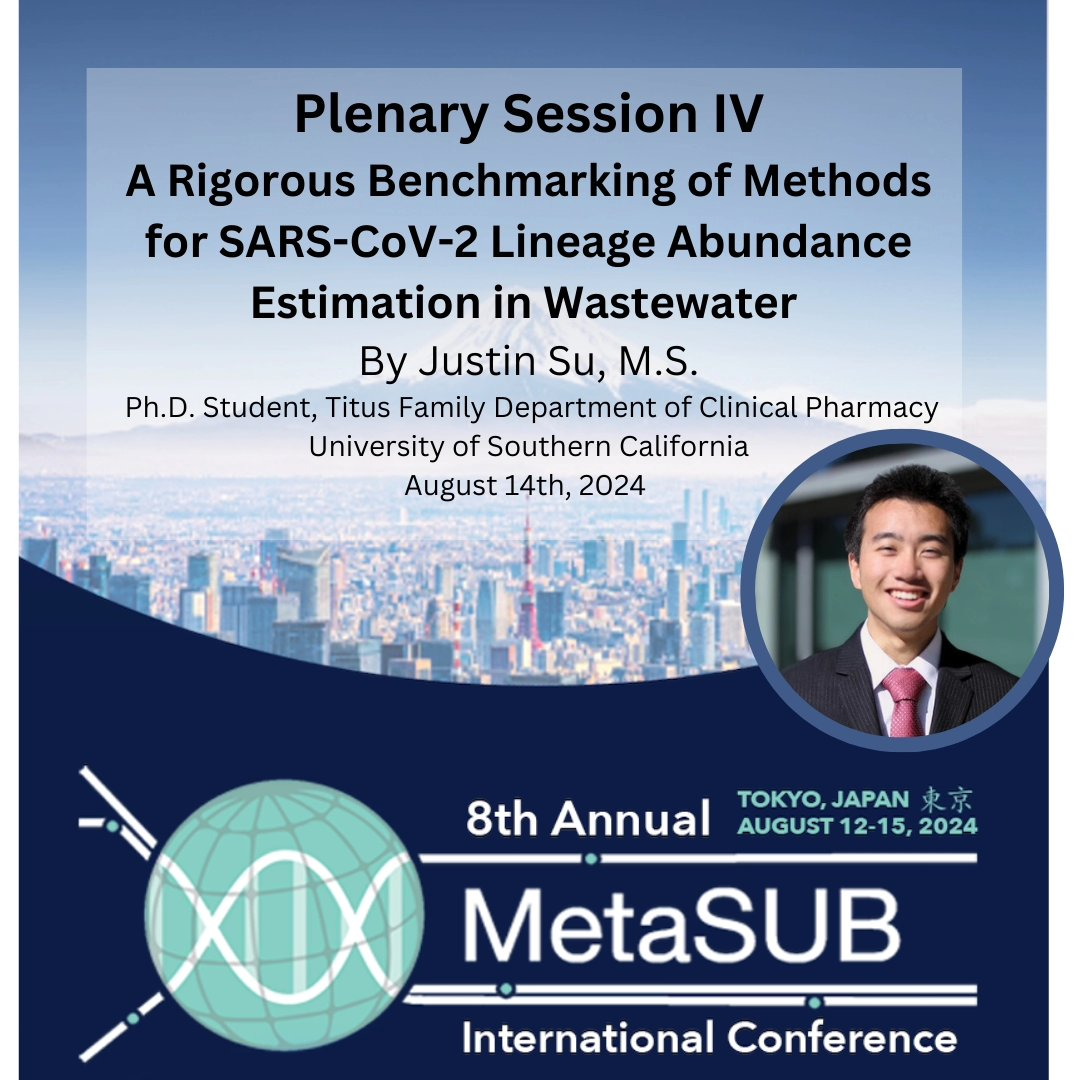 Plenary Session IV
A Rigorous Benchmarking of Methods
for SARS-CoV-2 Lineage Abundance
Estimation in Wastewater
By Justin Su, M.S.
Ph.D. Student, Titus Family Department of Clinical Pharmacy
University of Southern California
August 14th, 2024
8th Annual
TOKYO, JAPAN 東京
AUGUST 12-15, 2024
MetaSUB
International Conference